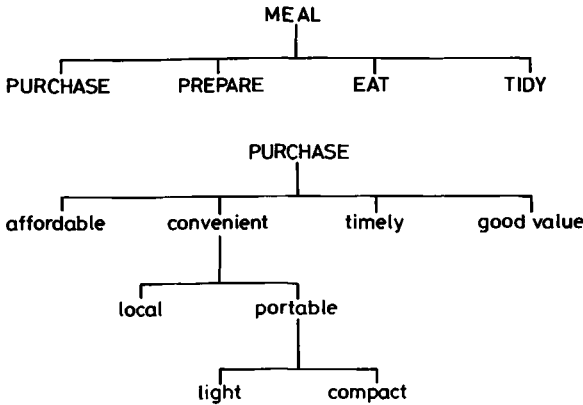 MEAL
PURCHASE PREPARE EAT TIDY
PURCHASE
affordable convenient timely good value
local portable
light compact